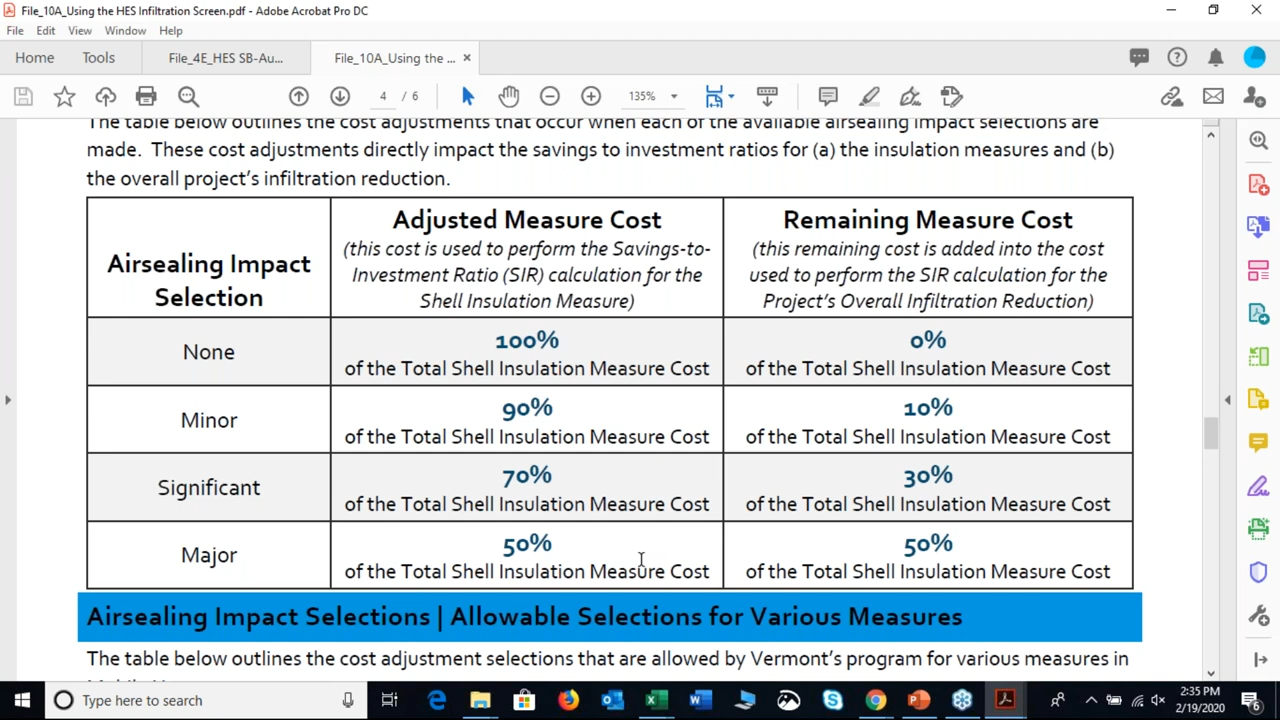 File_10A_Using the HES Infiltration Screen.pdf - Adobe Acrobat Pro DC
File Edit View Window Help
Home Tools File_4E_HES SB-Au... File_10A_Using the ... ×
4 / 6 135%
The table below outlines the cost adjustments that occur when each of the available airsealing impact selections are
made. These cost adjustments directly impact the savings to investment ratios for (a) the insulation measures and (b)
the overall project's infiltration reduction.
Airsealing Impact
Selection
Adjusted Measure Cost
(this cost is used to perform the Savings-to-
Investment Ratio (SIR) calculation for the
Shell Insulation Measure)
Remaining Measure Cost
(this remaining cost is added into the cost
used to perform the SIR calculation for the
Project's Overall Infiltration Reduction)
None
100%
of the Total Shell Insulation Measure Cost
0%
of the Total Shell Insulation Measure Cost
Minor
90%
of the Total Shell Insulation Measure Cost
10%
of the Total Shell Insulation Measure Cost
Significant
70%
of the Total Shell Insulation Measure Cost
30%
of the Total Shell Insulation Measure Cost
Major
50%
of the Total Shell Insulation Measure Cost
50%
of the Total Shell Insulation Measure Cost
Airsealing Impact Selections | Allowable Selections for Various Measures
The table below outlines the cost adjustment selections that are allowed by Vermont's program for various measures in
Type here to search
2:35 PM
2/19/2020
6